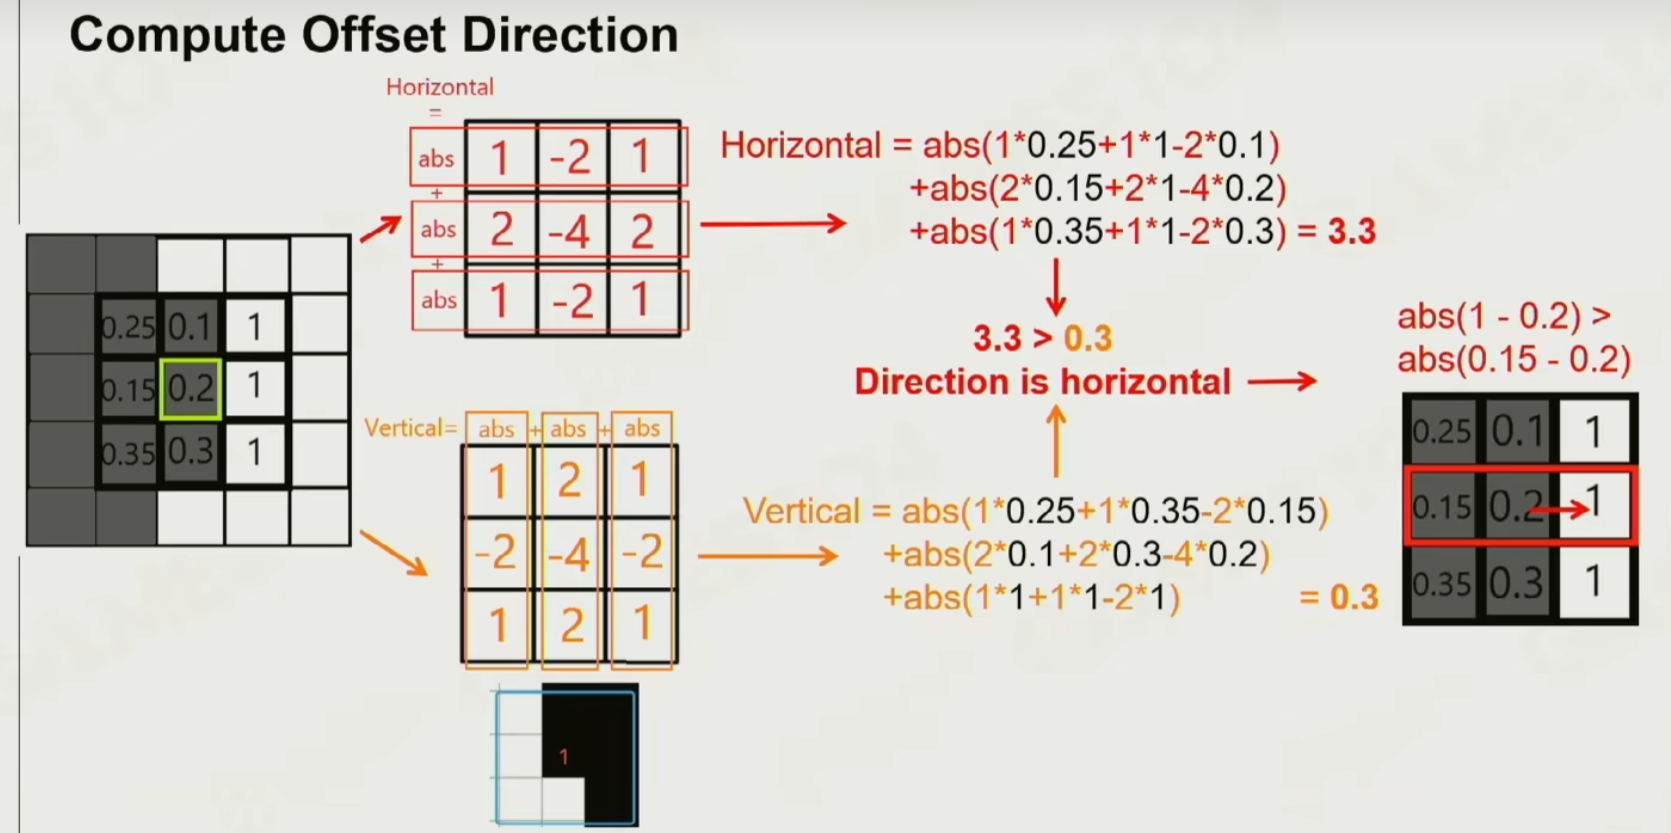 Compute Offset Direction
Horizontal
=
abs 1 -2 1
+
abs 2 -4 2
+
abs 1 -2 1
Horizontal = abs(1*0.25+1*1-2*0.1)
+abs(2*0.15+2*1-4*0.2)
+abs(1*0.35+1*1-2*0.3) = 3.3
0.25 0.1 1
0.15 0.2 1
0.35 0.3 1
3.3 > 0.3
Direction is horizontal
Vertical= abs + abs + abs
1 2 1
-2 -4 -2
1 2 1
Vertical = abs(1*0.25+1*0.35-2*0.15)
+abs(2*0.1+2*0.3-4*0.2)
+abs(1*1+1*1-2*1) = 0.3
abs(1 - 0.2) >
abs(0.15 - 0.2)
0.25 0.1 1
0.15 0.2 1
0.35 0.3 1
1